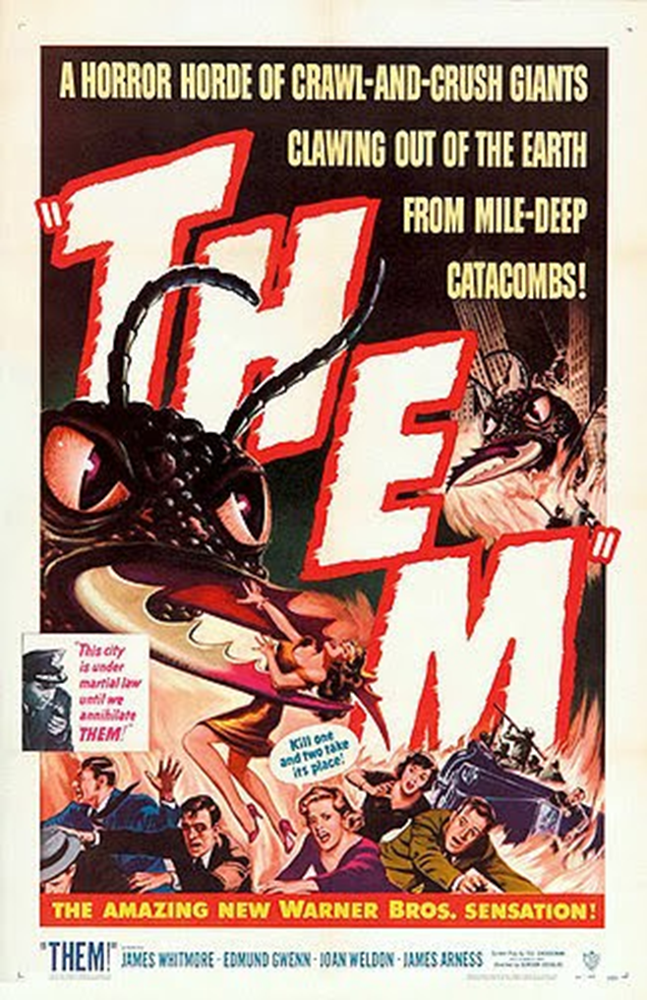 A HORROR HORDE OF CRAWL-AND-CRUSH GIANTS
CLAWING OUT OF THE EARTH
FROM MILE-DEEP
CATACOMBS!
"THEM"
"This city
is under
martial law
until we
annihilate
THEM!"
Kill one
and two take
its place!
THE AMAZING NEW WARNER BROS. SENSATION!
"THEM!"
JAMES WHITMORE · EDMUND GWENN · JOAN WELDON · JAMES ARNESS